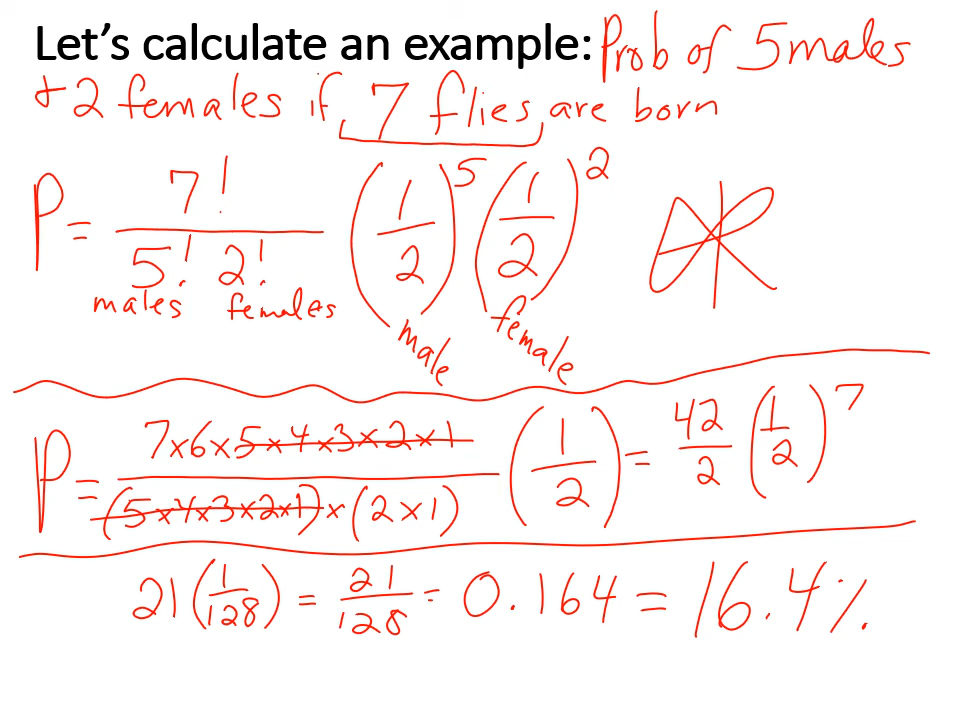 Let's calculate an example: Prob of 5 males
+ 2 females if 7 flies, are born
P = 7! / 5! 2! (1/2)^5 (1/2)^2
males females male female
P = 7x6x5x4x3x2x1 / (5x4x3x2x1) x (2x1) (1/2) = 42/2 (1/2)^7
21 (1/128) = 21/128 = 0.164 = 16.4%